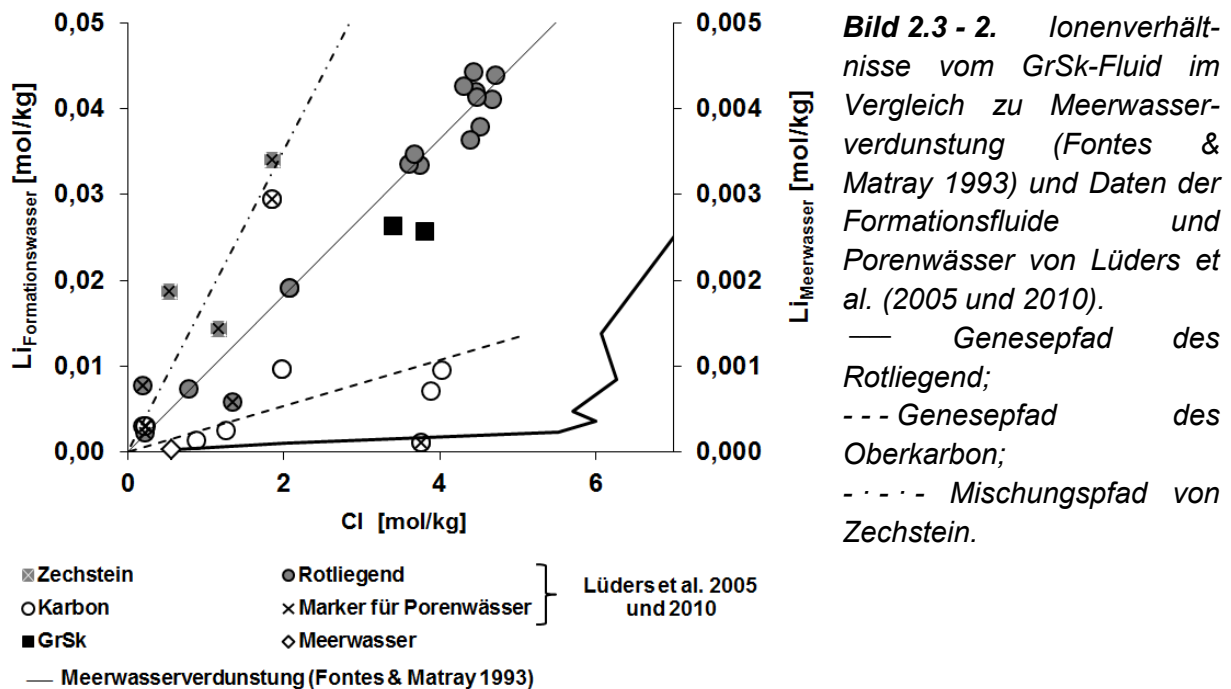 0,05
0,04
0,03
0,02
0,01
0,00
Li Formationswasser [mol/kg]
0,005
0,004
0,003
0,002
0,001
0,000
Li Meerwasser [mol/kg]
0
2
4
6
Cl [mol/kg]
Zechstein
Rotliegend
Karbon
Marker für Porenwässer
GrSk
Meerwasser
Meerwasserverdunstung (Fontes & Matray 1993)
Lüders et al. 2005
und 2010
Bild 2.3 - 2. Ionenverhält-
nisse vom GrSk-Fluid im
Vergleich zu Meerwasser-
verdunstung (Fontes &
Matray 1993) und Daten der
Formationsfluide und
Porenwässer von Lüders et
al. (2005 und 2010).
—— Genesepfad des
Rotliegend;
- - - Genesepfad des
Oberkarbon;
- · - · - Mischungspfad von
Zechstein.